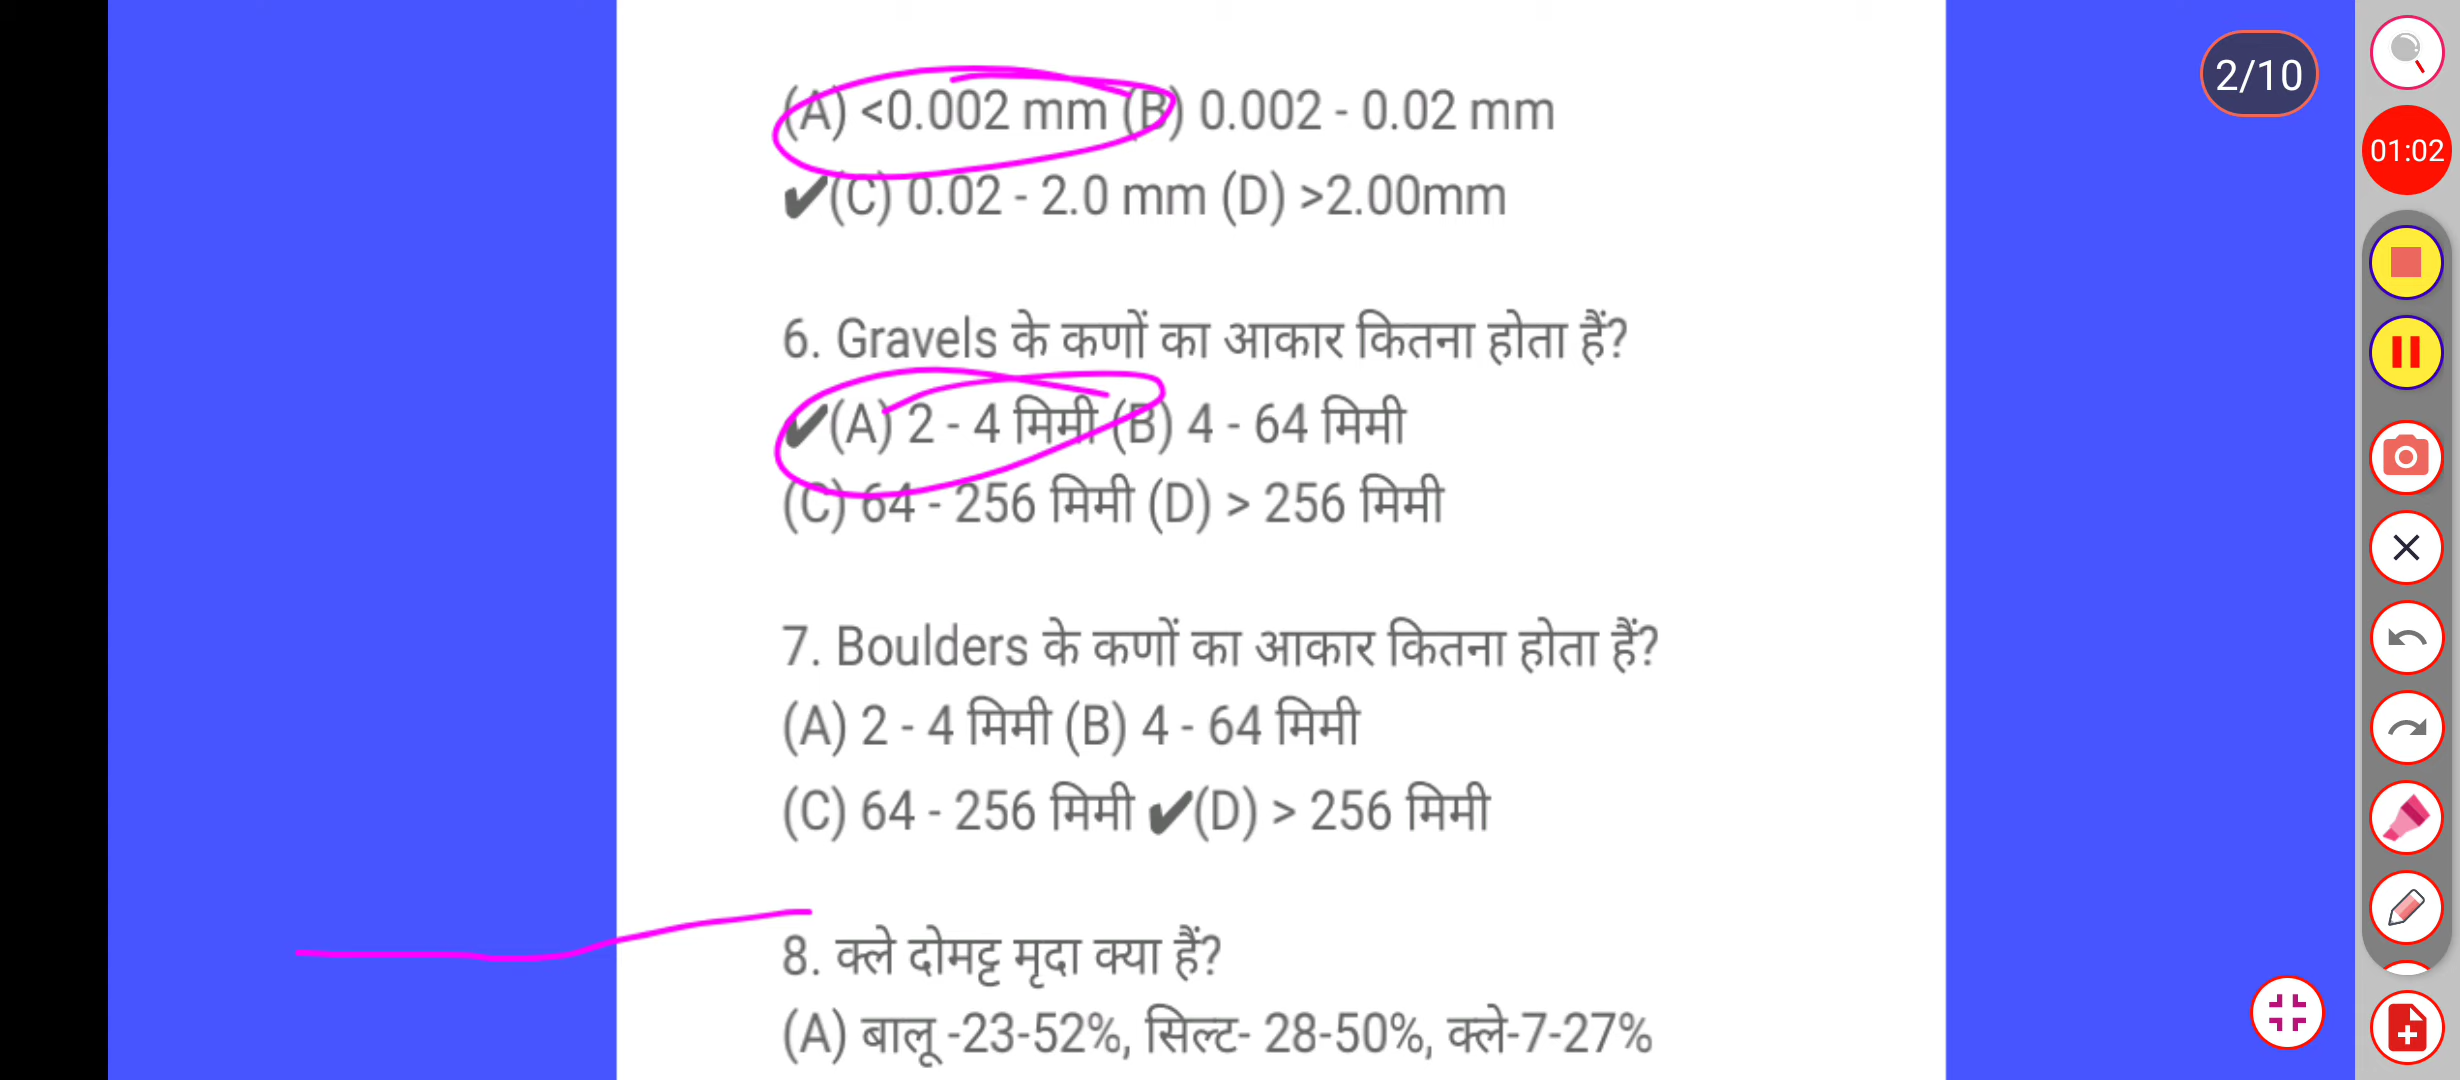 (A) <0.002 mm (B) 0.002 - 0.02 mm
✔(C) 0.02 - 2.0 mm (D) >2.00mm
6. Gravels के कणों का आकार कितना होता हैं?
✔(A) 2 - 4 मिमी (B) 4 - 64 मिमी
(C) 64 - 256 मिमी (D) > 256 मिमी
7. Boulders के कणों का आकार कितना होता हैं?
(A) 2 - 4 मिमी (B) 4 - 64 मिमी
(C) 64 - 256 मिमी ✔(D) > 256 मिमी
8. क्ले दोमट्ट मृदा क्या हैं?
(A) बालू -23-52%, सिल्ट- 28-50%, क्ले-7-27%
2/10
01:02